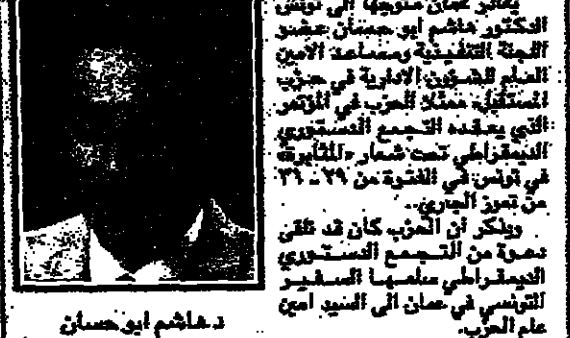 يغادر عمان متوجها الى تونس
الدكتور هاشم ابو حسان عضو
اللجنة التنفيذية ومساعد الامين
العام للشؤون الادارية في حزب
المستقبل، ممثلا للحزب في المؤتمر
الذي يعقده التجمع الدستوري
الديمقراطي تحت شعار «المثابرة»
في تونس في الفترة من ٢٩ - ٣١
من تموز الجاري..
ويذكر ان الحزب كان قد تلقى
دعوة من التجمع الدستوري
الديمقراطي سلمها السفير
التونسي في عمان الى السيد امين
عام الحزب.
د. هاشم ابو حسان